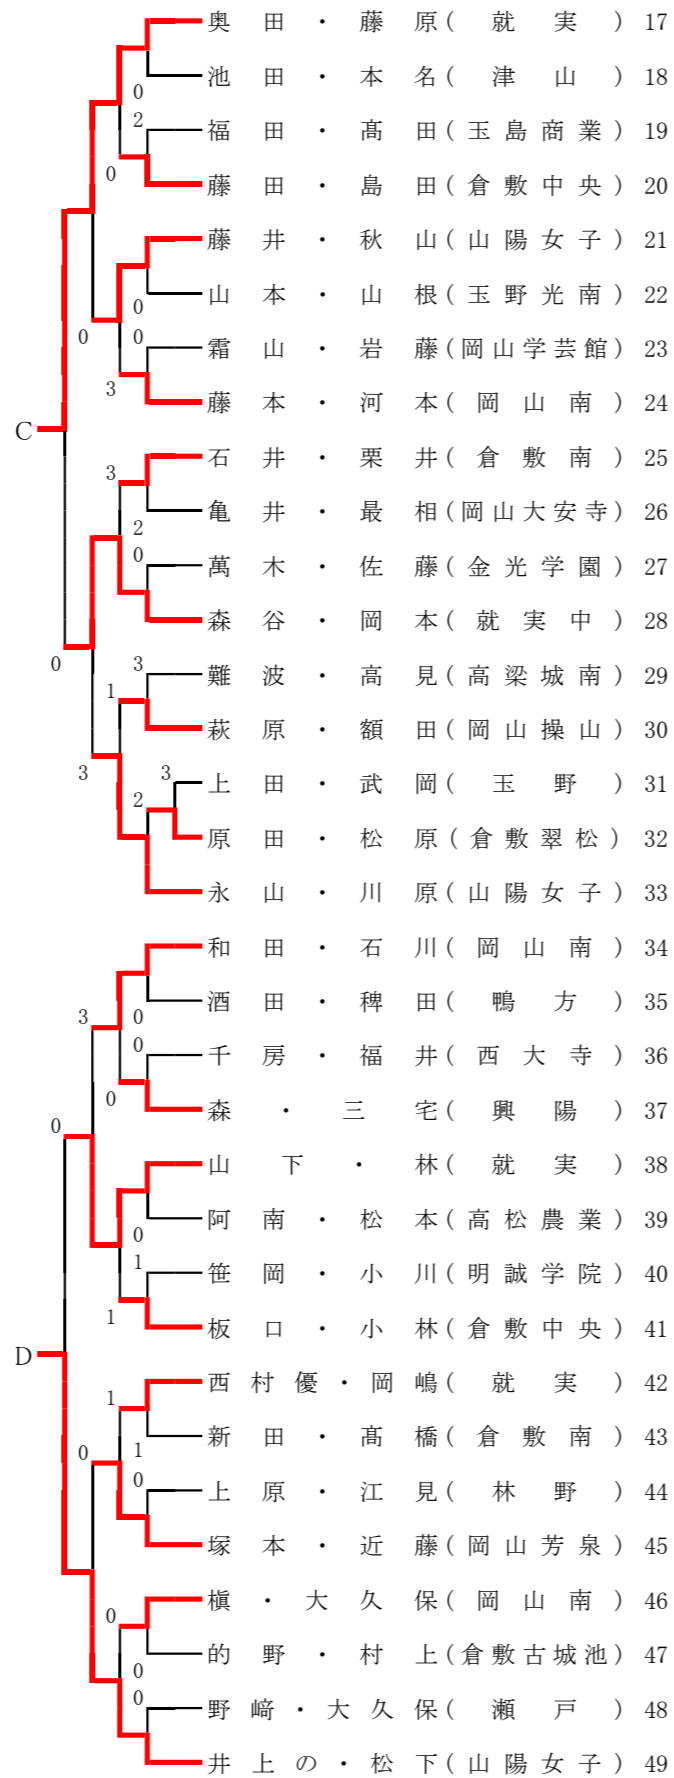 奥田・藤原(就実) 17
0
池田・本名(津山) 18
2
福田・髙田(玉島商業) 19
0
藤田・島田(倉敷中央) 20
藤井・秋山(山陽女子) 21
0
山本・山根(玉野光南) 22
0
0
霜山・岩藤(岡山学芸館) 23
3
藤本・河本(岡山南) 24
C
石井・栗井(倉敷南) 25
3
亀井・最相(岡山大安寺) 26
2
0
萬木・佐藤(金光学園) 27
森谷・岡本(就実中) 28
0
3
難波・高見(高梁城南) 29
1
萩原・額田(岡山操山) 30
3
3
上田・武岡(玉野) 31
2
原田・松原(倉敷翠松) 32
永山・川原(山陽女子) 33
和田・石川(岡山南) 34
酒田・稗田(鴨方) 35
3
0
0
千房・福井(西大寺) 36
0
森・三宅(興陽) 37
0
山下・林(就実) 38
阿南・松本(高松農業) 39
0
1
笹岡・小川(明誠学院) 40
1
板口・小林(倉敷中央) 41
D
西村優・岡嶋(就実) 42
1
新田・髙橋(倉敷南) 43
0
1
0
上原・江見(林野) 44
塚本・近藤(岡山芳泉) 45
槇・大久保(岡山南) 46
0
的野・村上(倉敷古城池) 47
0
0
野﨑・大久保(瀬戸) 48
井上の・松下(山陽女子) 49